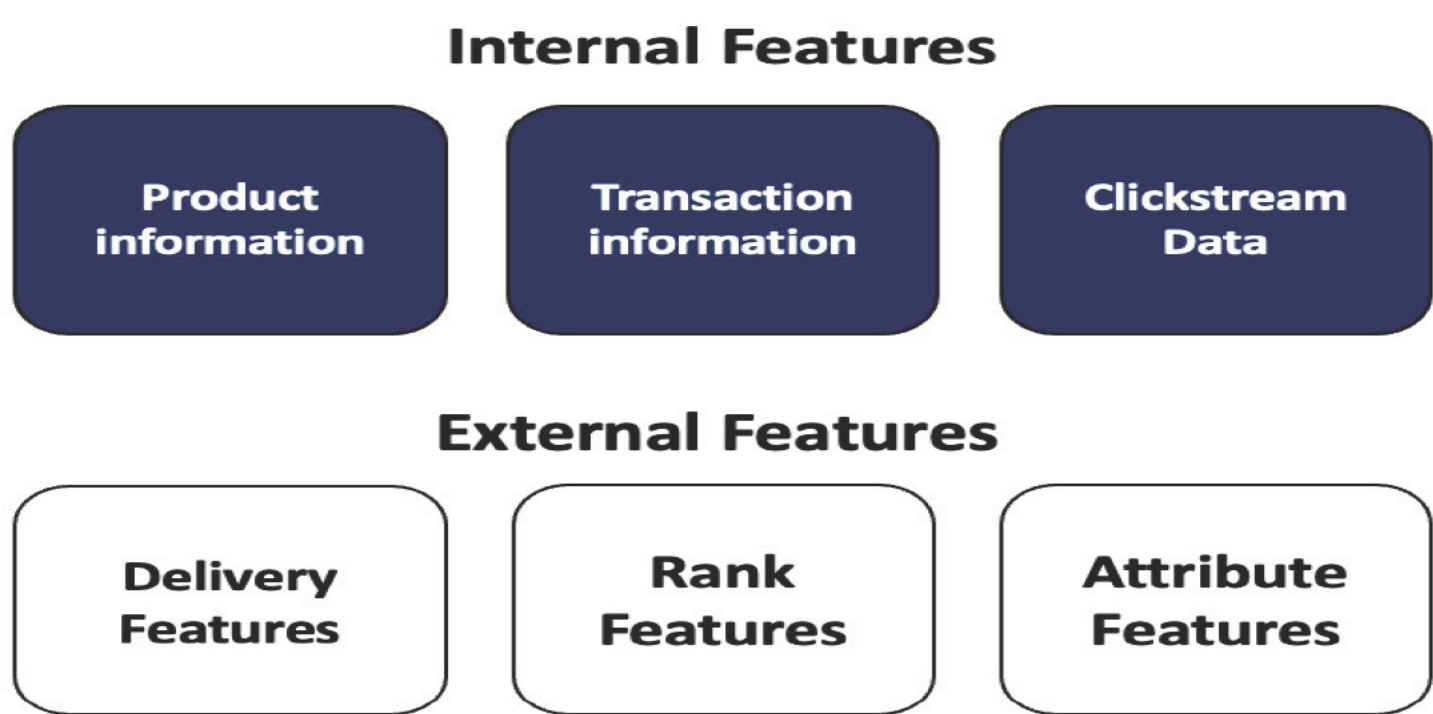 Internal Features
Product
information
Transaction
information
Clickstream
Data
External Features
Delivery
Features
Rank
Features
Attribute
Features